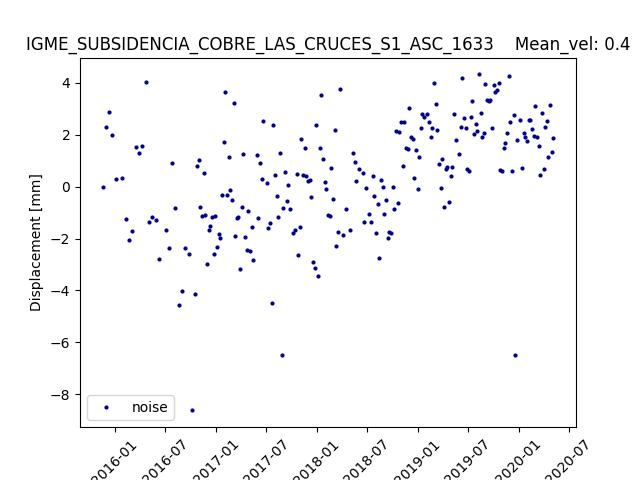 IGME_SUBSIDENCIA_COBRE_LAS_CRUCES_S1_ASC_1633 Mean_vel: 0.4
4
2
0
−2
−4
−6
−8
Displacement [mm]
noise
2016-01 2016-07 2017-01 2017-07 2018-01 2018-07 2019-01 2019-07 2020-01 2020-07